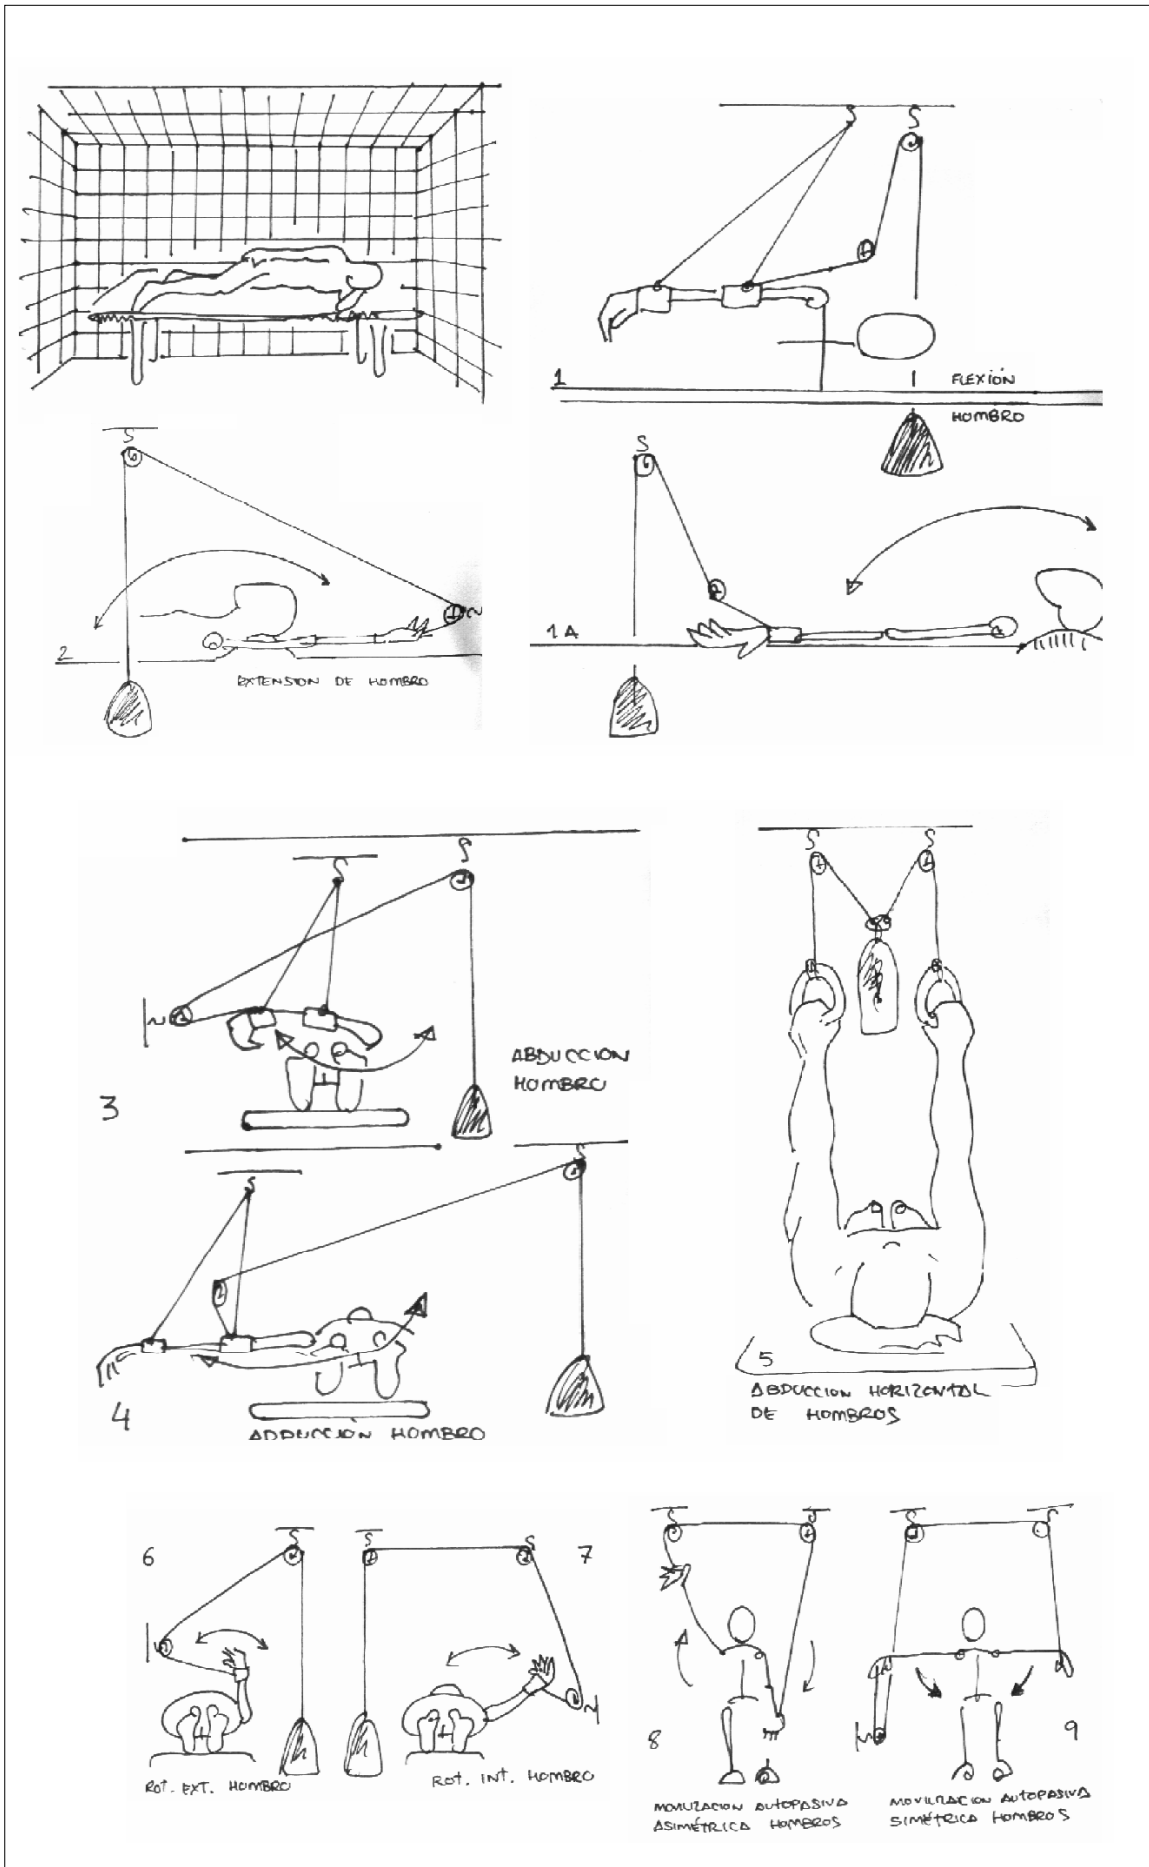 1
FLEXIÓN
HOMBRO
2
EXTENSION DE HOMBRO
1A
3
ABDUCCION
HOMBRO
4
ADDUCCIÓN HOMBRO
5
ABDUCCION HORIZONTAL
DE HOMBROS
6
ROT. EXT. HOMBRO
7
ROT. INT. HOMBRO
8
MOVILIZACION AUTOPASIVA
ASIMÉTRICA HOMBROS
9
MOVILIZACION AUTOPASIVA
SIMÉTRICA HOMBROS